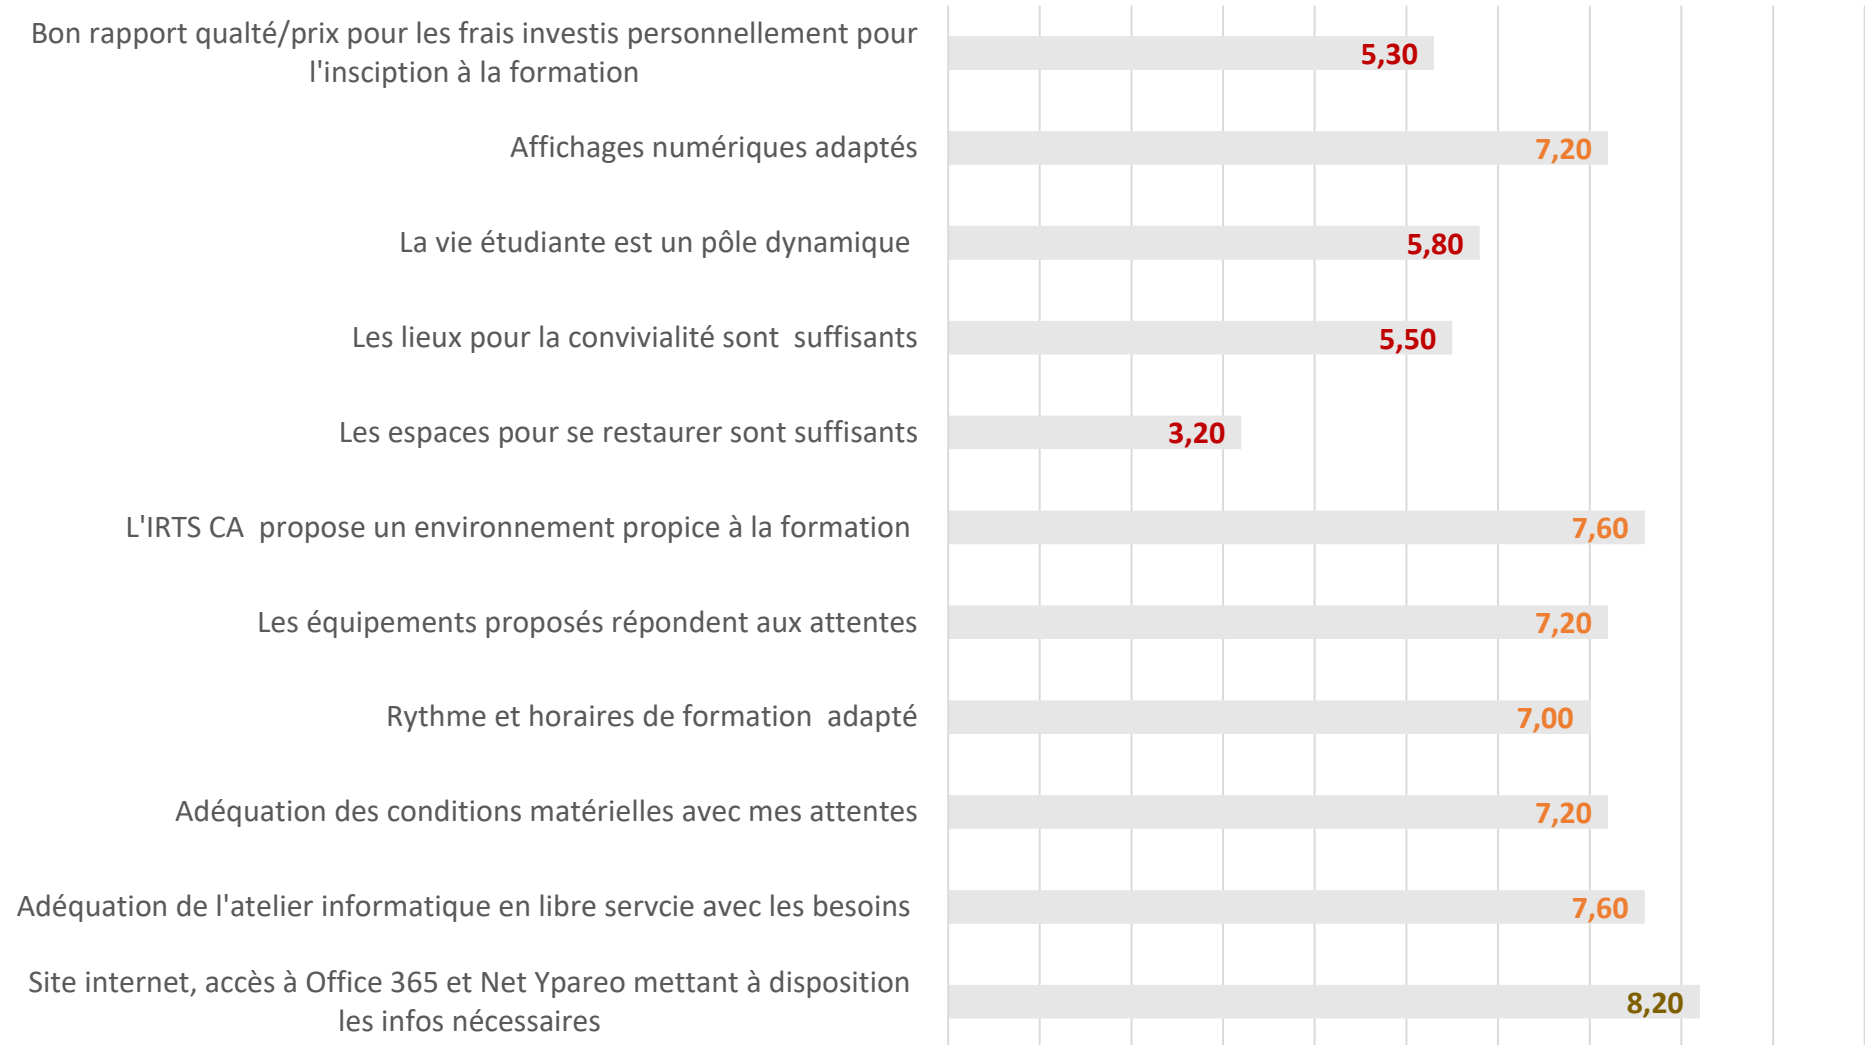 Bon rapport qualté/prix pour les frais investis personnellement pour
l'insciption à la formation
5,30
Affichages numériques adaptés
7,20
La vie étudiante est un pôle dynamique
5,80
Les lieux pour la convivialité sont  suffisants
5,50
Les espaces pour se restaurer sont suffisants
3,20
L'IRTS CA  propose un environnement propice à la formation
7,60
Les équipements proposés répondent aux attentes
7,20
Rythme et horaires de formation  adapté
7,00
Adéquation des conditions matérielles avec mes attentes
7,20
Adéquation de l'atelier informatique en libre servcie avec les besoins
7,60
Site internet, accès à Office 365 et Net Ypareo mettant à disposition
les infos nécessaires
8,20